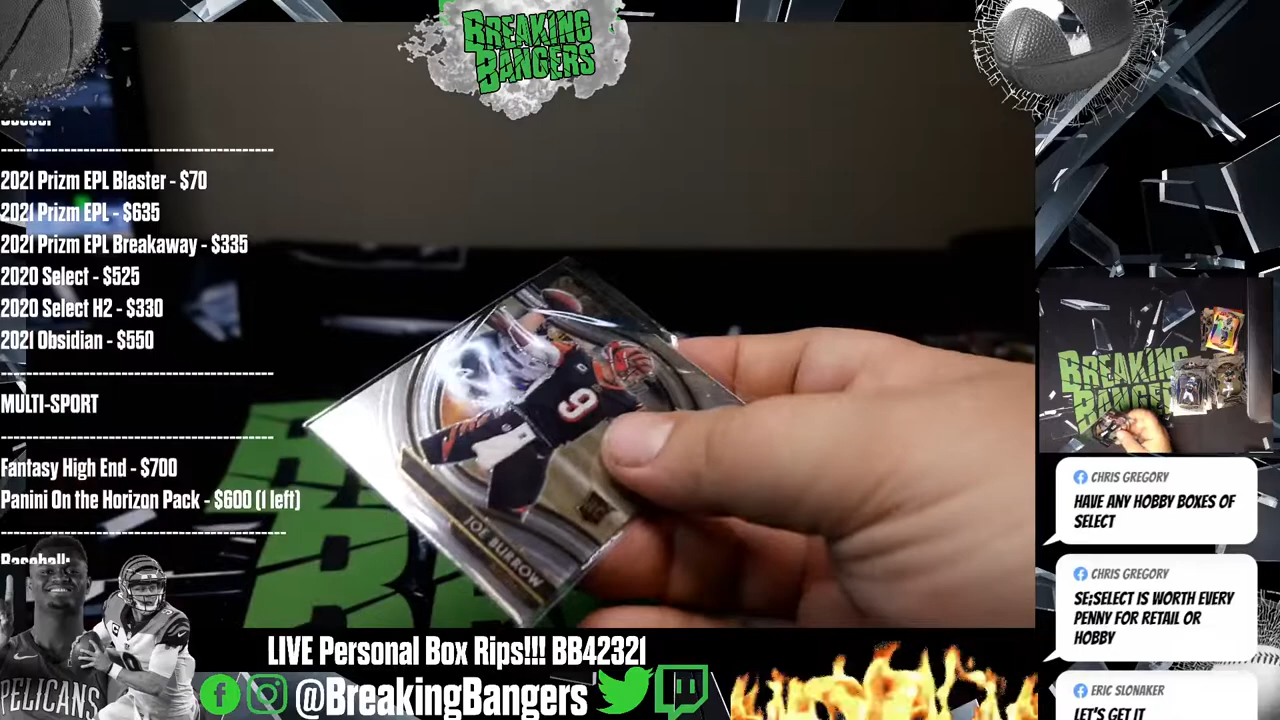 BREAKING
BANGERS
2021 Prizm EPL Blaster - $70
2021 Prizm EPL - $635
2021 Prizm EPL Breakaway - $335
2020 Select - $525
2020 Select H2 - $330
2021 Obsidian - $550
MULTI-SPORT
Fantasy High End - $700
Panini On the Horizon Pack - $600 (1 left)
Baseball:
9
JOE BURROW
RC
BREAKING
CHRIS GREGORY
HAVE ANY HOBBY BOXES OF
SELECT
CHRIS GREGORY
SE;SELECT IS WORTH EVERY
PENNY FOR RETAIL OR
HOBBY
ERIC SLONAKER
LET'S GET IT
PELICANS
LIVE Personal Box Rips!!! BB42321
@BreakingBangers